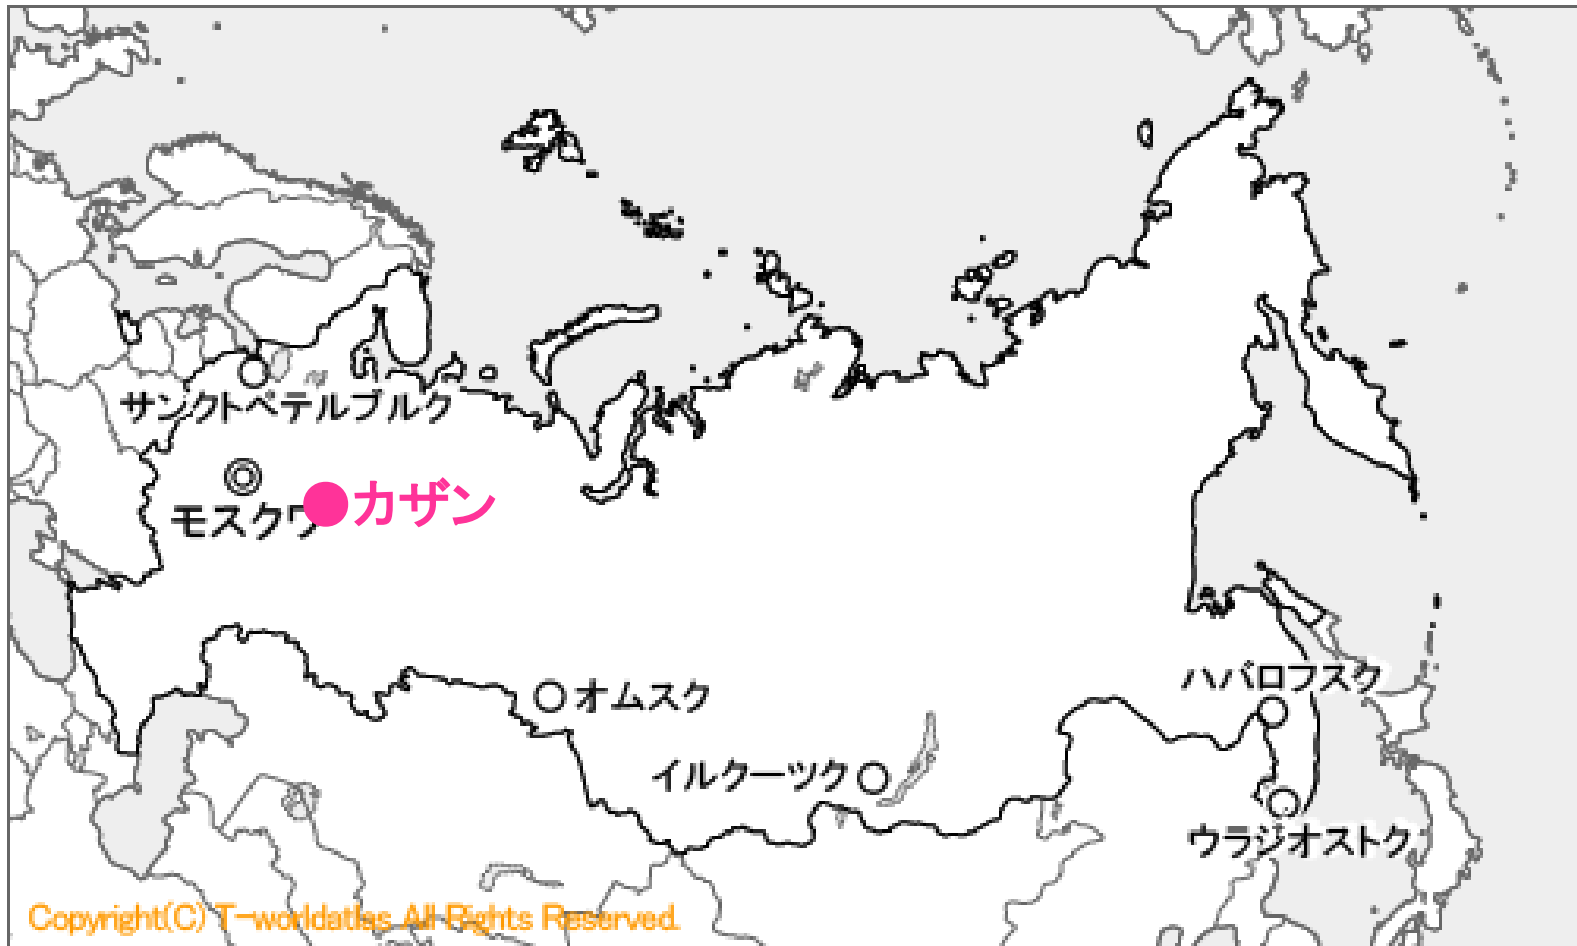 サンクトペテルブルク
モスクワ
カザン
ハバロフスク
オムスク
イルクーツク
ウラジオストク
Copyright(C) T-worldatlas All Rights Reserved.